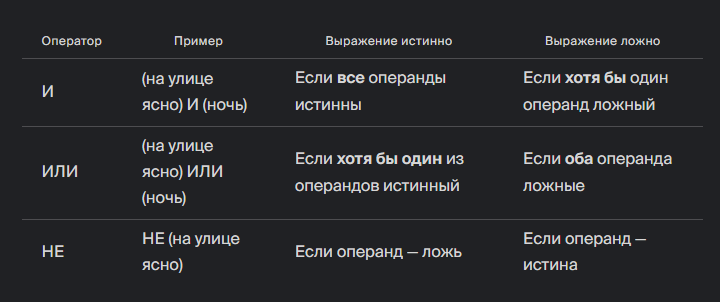 Оператор Пример Выражение истинно Выражение ложно
И
(на улице
ясно) И (ночь)
Если все операнды
истинны
Если хотя бы один
операнд ложный
ИЛИ
(на улице
ясно) ИЛИ
(ночь)
Если хотя бы один из
операндов истинный
Если оба операнда
ложные
НЕ
НЕ (на улице
ясно)
Если операнд — ложь
Если операнд —
истина